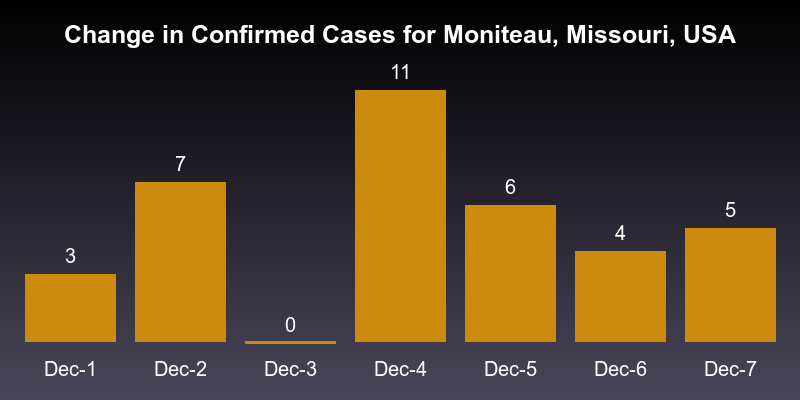 Change in Confirmed Cases for Moniteau, Missouri, USA
3
7
0
11
6
4
5
Dec-1
Dec-2
Dec-3
Dec-4
Dec-5
Dec-6
Dec-7